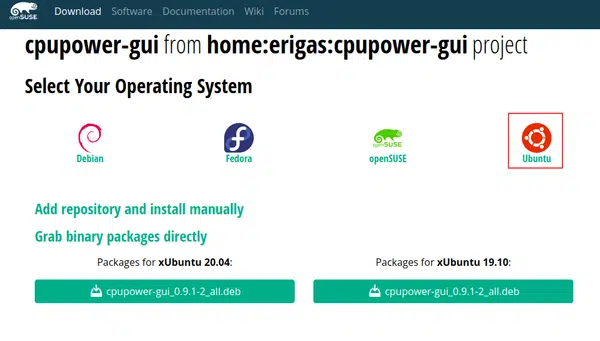 openSUSE Download Software Documentation Wiki Forums
cpupower-gui from home:erigas:cpupower-gui project
Select Your Operating System
openSUSE
Debian Fedora openSUSE Ubuntu
Add repository and install manually
Grab binary packages directly
Packages for xUbuntu 20.04: Packages for xUbuntu 19.10:
cpupower-gui_0.9.1-2_all.deb cpupower-gui_0.9.1-2_all.deb